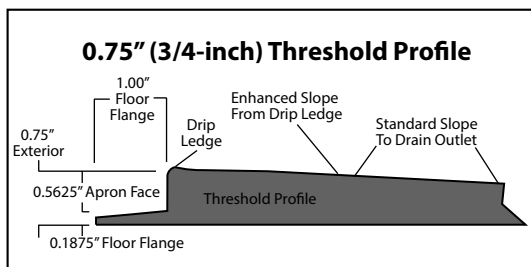 0.75” (3/4-inch) Threshold Profile
1.00”
Floor
Flange
Drip
Ledge
Enhanced Slope
From Drip Ledge
Standard Slope
To Drain Outlet
0.75”
Exterior
0.5625” Apron Face
Threshold Profile
0.1875” Floor Flange